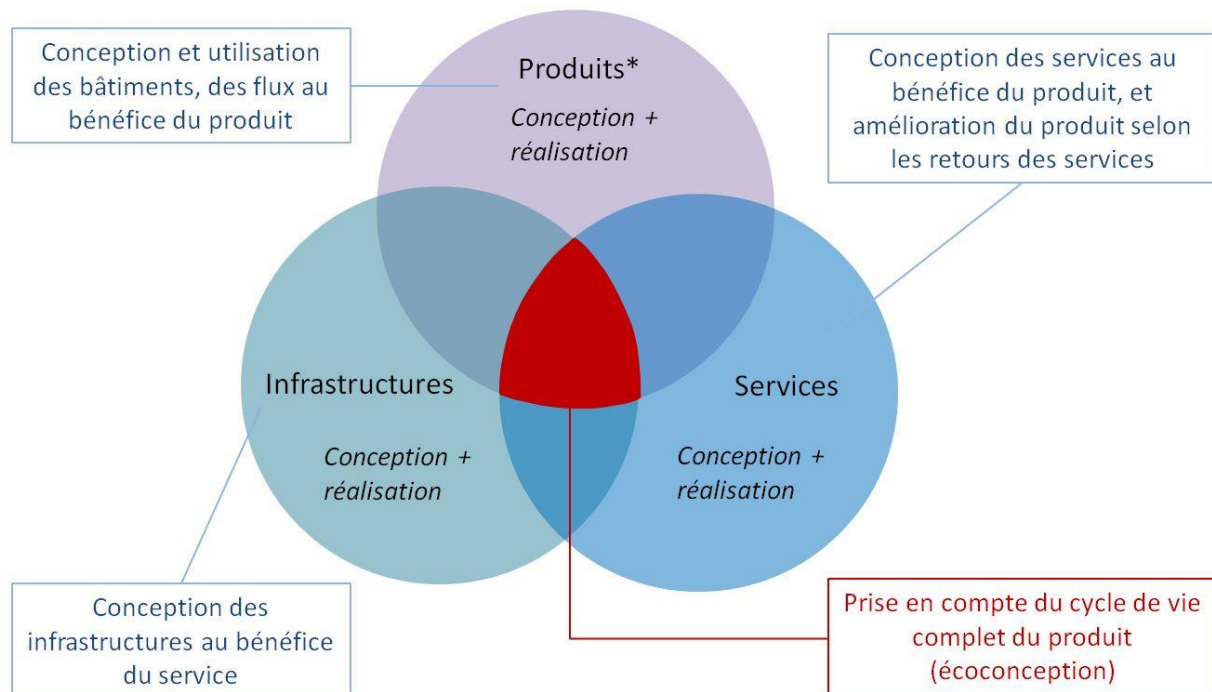 Conception et utilisation
des bâtiments, des flux au
bénéfice du produit
Produits*
Conception +
réalisation
Conception des services au
bénéfice du produit, et
amélioration du produit selon
les retours des services
Infrastructures
Conception +
réalisation
Services
Conception +
réalisation
Conception des
infrastructures au bénéfice
du service
Prise en compte du cycle de vie
complet du produit
(écoconception)